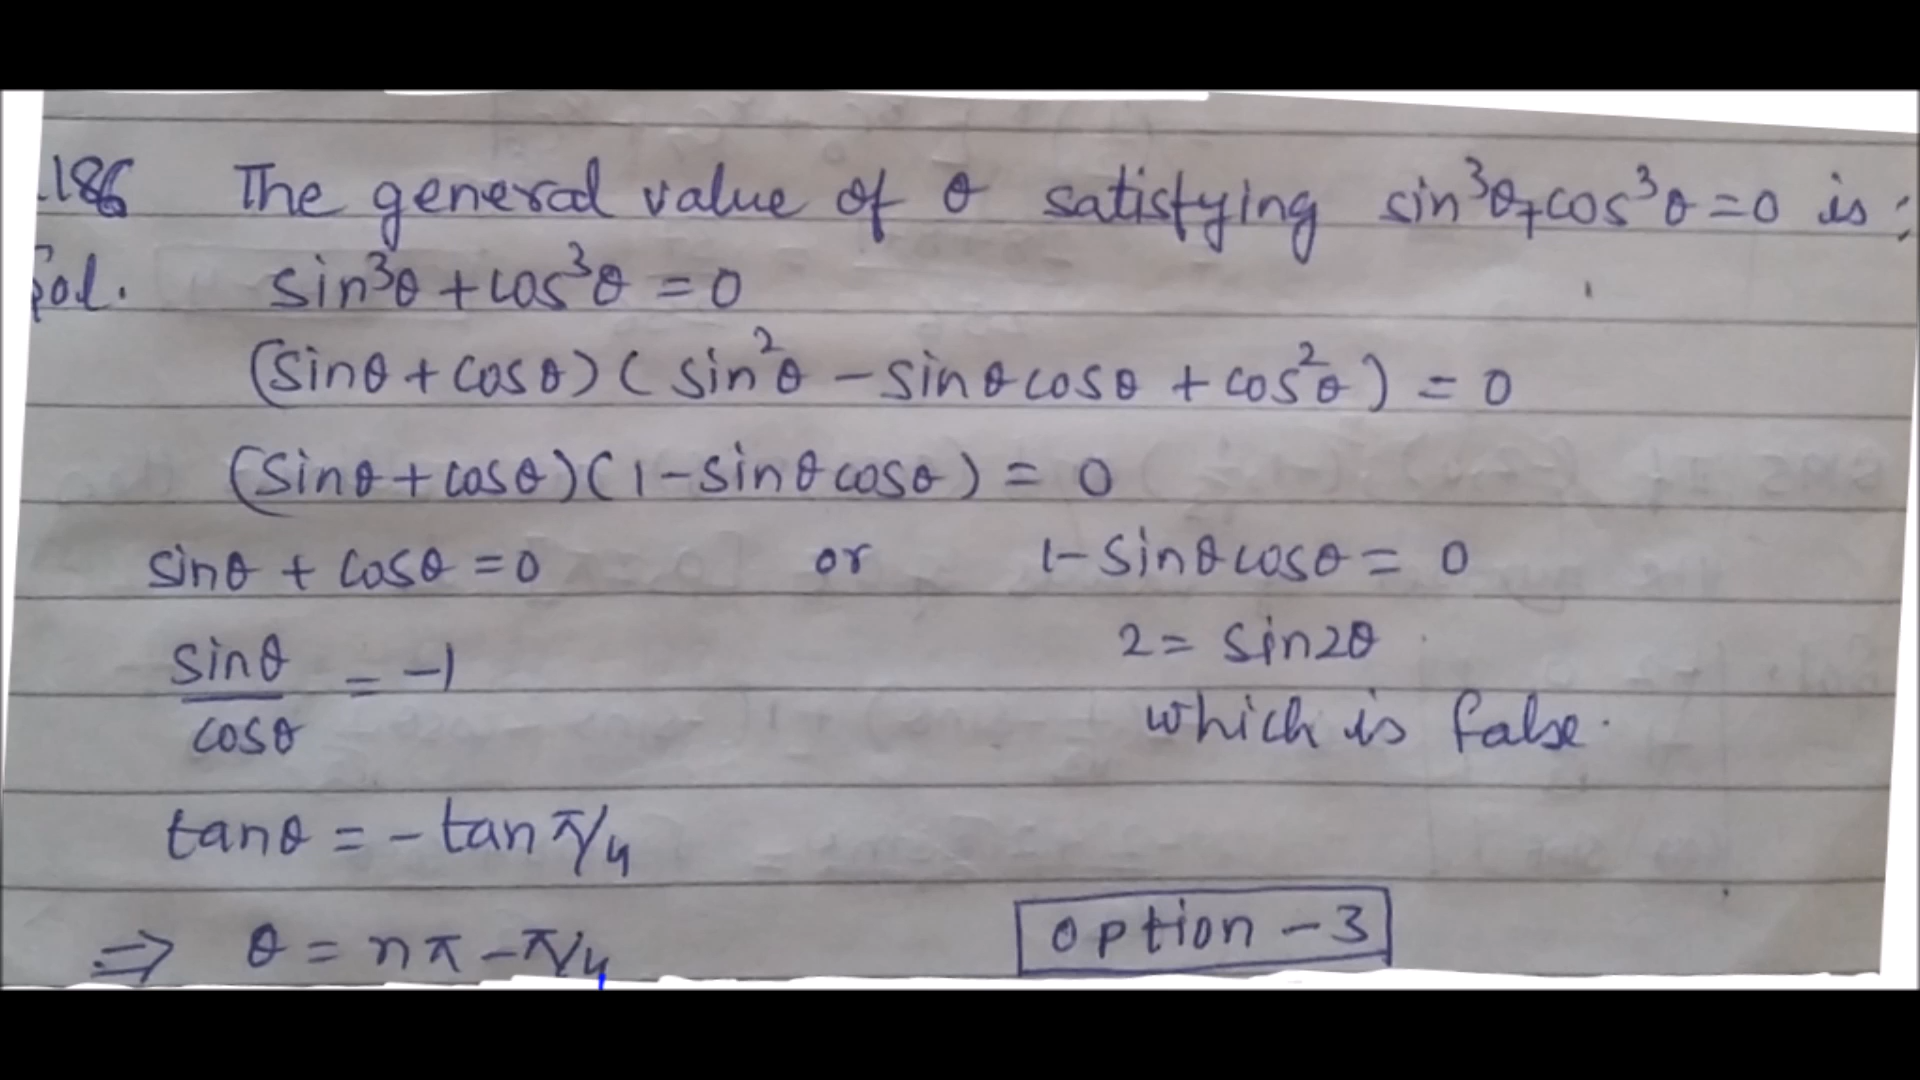 .186 The general value of θ satisfying sin³θ+cos³θ=0 is:
Sol. sin³θ + cos³θ = 0
(sinθ + cosθ) ( sin²θ - sinθ cosθ + cos²θ ) = 0
(sinθ + cosθ) ( 1 - sinθ cosθ ) = 0
sinθ + cosθ = 0 or 1 - sinθ cosθ = 0
sinθ/cosθ = -1 2 = sin2θ
which is false.
tanθ = - tan π/4
⇒ θ = nπ - π/4 option - 3